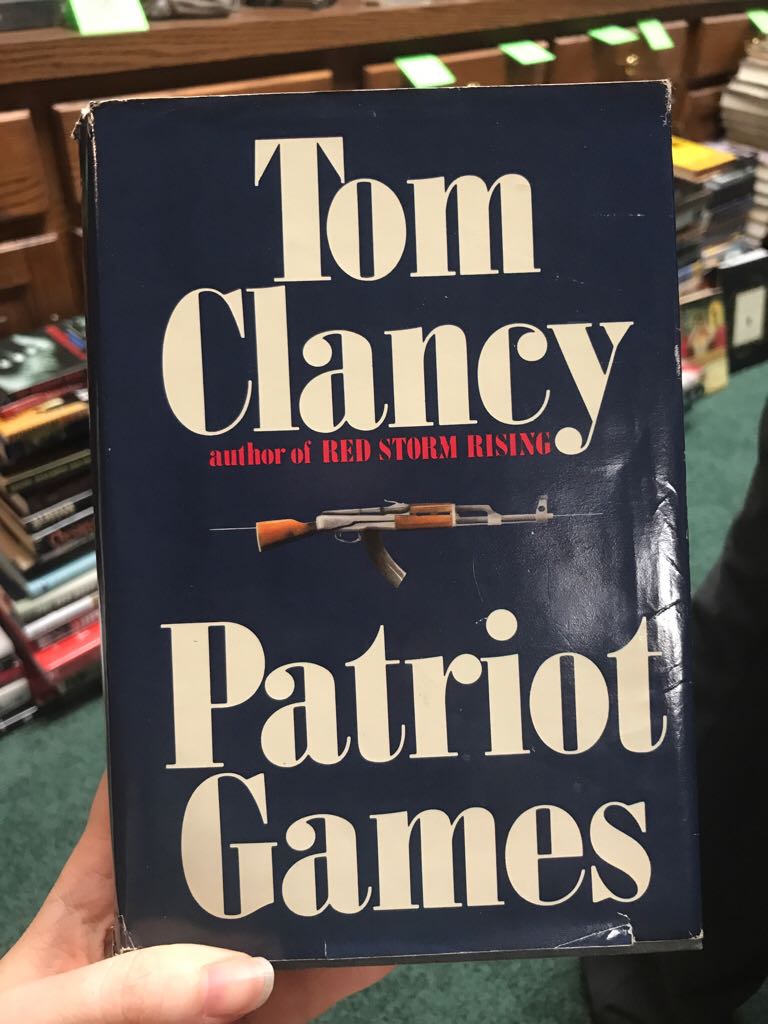 Tom
Clancy
author of RED STORM RISING
Patriot
Games